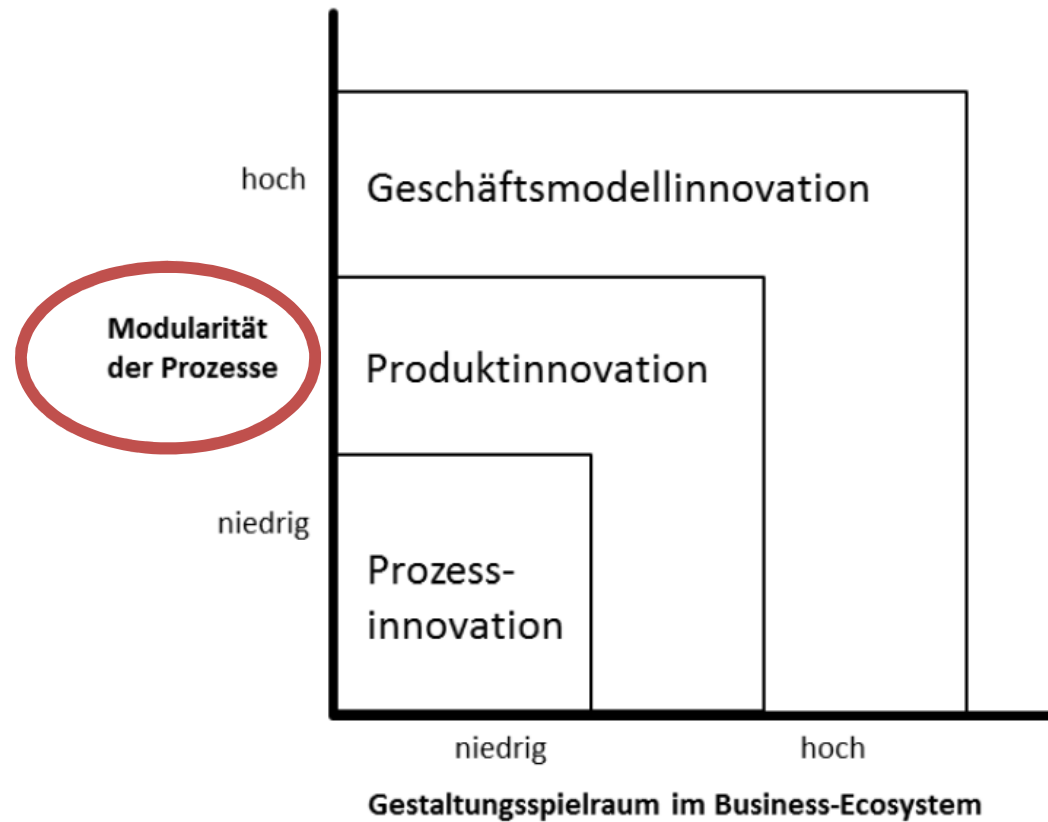 hoch
Geschäftsmodellinnovation
Modularität
der Prozesse
Produktinnovation
niedrig
Prozess-
innovation
niedrig
hoch
Gestaltungsspielraum im Business-Ecosystem